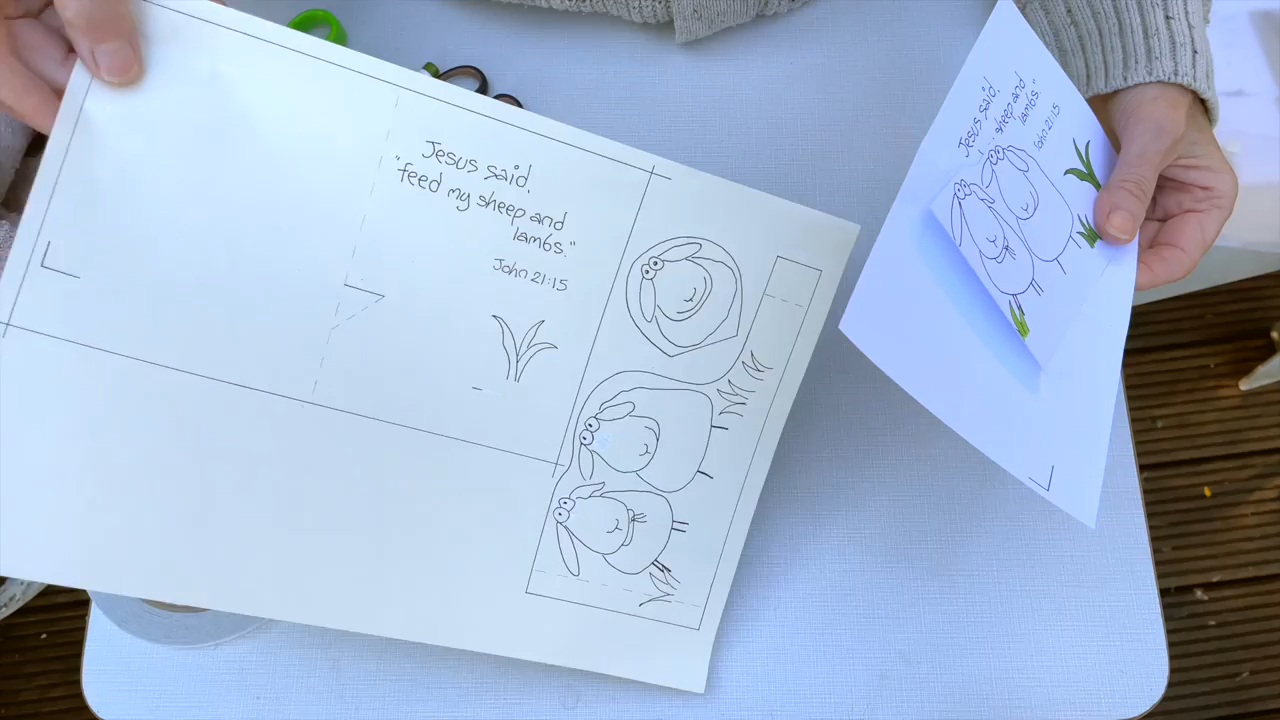 Jesus said,
"feed my sheep and
lambs."
John 21:15
Jesus said,
sheep and
lambs."
John 21:15